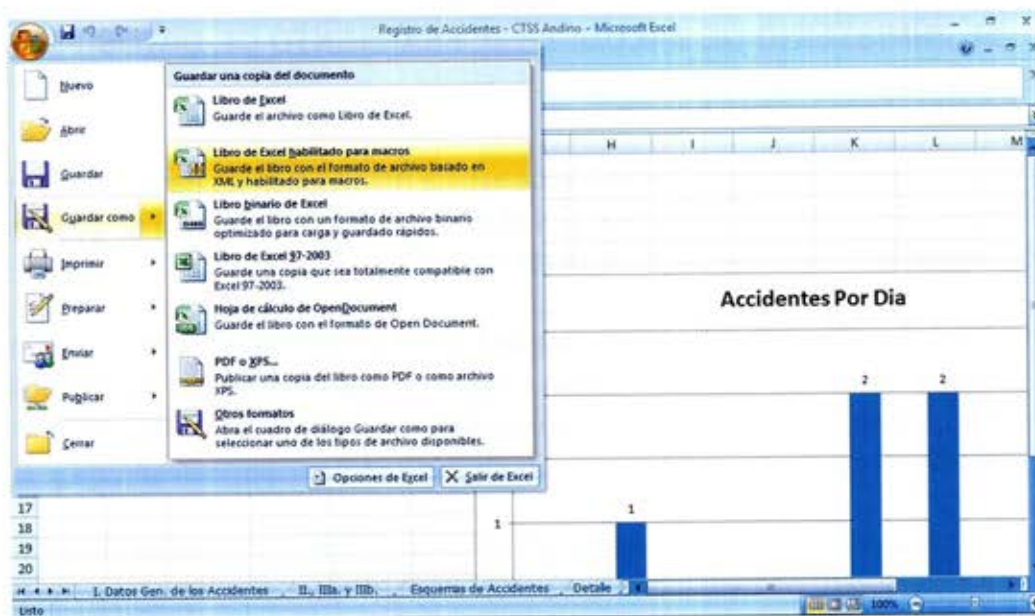 Registro de Accidentes - CTSS Andino - Microsoft Excel
Nuevo
Abrir
Guardar
Guardar como
Imprimir
Preparar
Enviar
Publicar
Cerrar
Guardar una copia del documento
Libro de Excel
Guarde el archivo como Libro de Excel.
Libro de Excel habilitado para macros
Guarde el libro con el formato de archivo basado en
XML y habilitado para macros.
Libro binario de Excel
Guarde el libro con un formato de archivo binario
optimizado para carga y guardado rápidos.
Libro de Excel 97-2003
Guarde una copia que sea totalmente compatible con
Excel 97-2003.
Hoja de cálculo de OpenDocument
Guarde el libro con el formato de Open Document.
PDF o XPS...
Publicar una copia del libro como PDF o como archivo
XPS.
Otros formatos
Abra el cuadro de diálogo Guardar como para
seleccionar uno de los tipos de archivo disponibles.
Opciones de Excel
Salir de Excel
H I J K L M
Accidentes Por Dia
2 2
1
1
17
18
19
20
I. Datos Gen. de los Accidentes II., IIIa. y IIIb. Esquemas de Accidentes Detalle
Listo
100%